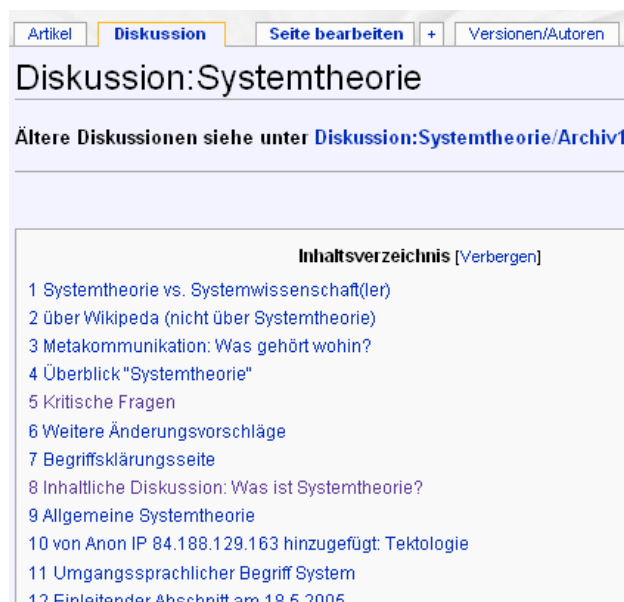 Artikel Diskussion Seite bearbeiten + Versionen/Autoren
Diskussion:Systemtheorie
Ältere Diskussionen siehe unter Diskussion:Systemtheorie/Archiv1
Inhaltsverzeichnis [Verbergen]
1 Systemtheorie vs. Systemwissenschaft(ler)
2 über Wikipeda (nicht über Systemtheorie)
3 Metakommunikation: Was gehört wohin?
4 Überblick "Systemtheorie"
5 Kritische Fragen
6 Weitere Änderungsvorschläge
7 Begriffsklärungsseite
8 Inhaltliche Diskussion: Was ist Systemtheorie?
9 Allgemeine Systemtheorie
10 von Anon IP 84.188.129.163 hinzugefügt: Tektologie
11 Umgangssprachlicher Begriff System
12 Einleitender Abschnitt am 18.5.2005